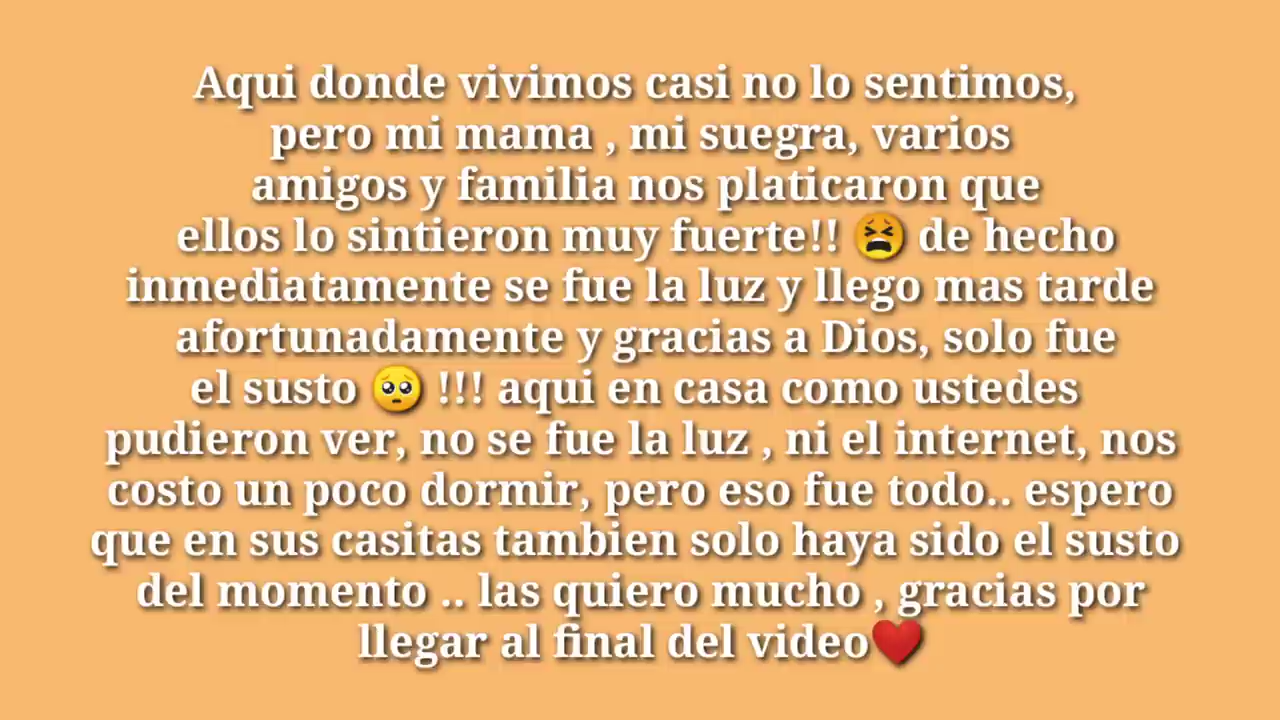 Aqui donde vivimos casi no lo sentimos,
pero mi mama , mi suegra, varios
amigos y familia nos platicaron que
ellos lo sintieron muy fuerte!! 😫 de hecho
inmediatamente se fue la luz y llego mas tarde
afortunadamente y gracias a Dios, solo fue
el susto 🥺 !!! aqui en casa como ustedes
pudieron ver, no se fue la luz , ni el internet, nos
costo un poco dormir, pero eso fue todo.. espero
que en sus casitas tambien solo haya sido el susto
del momento .. las quiero mucho , gracias por
llegar al final del video❤️